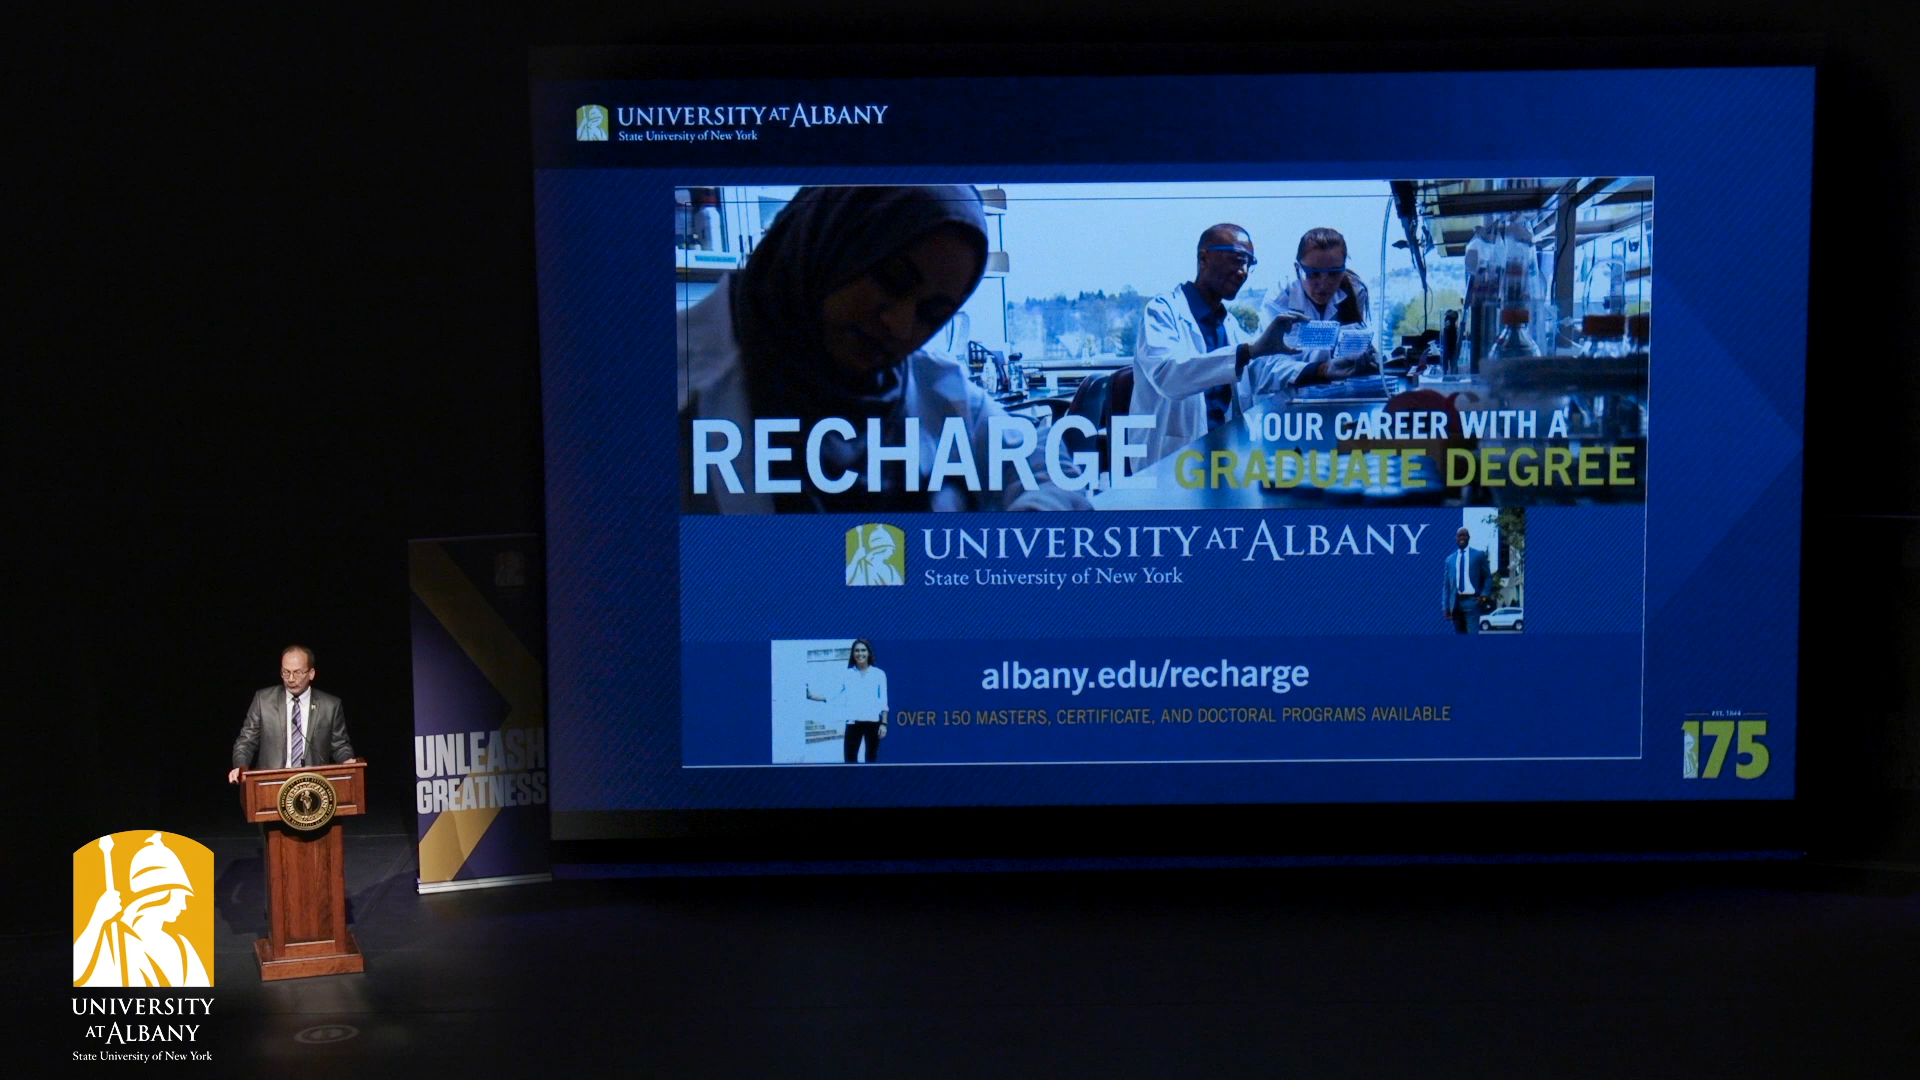 UNIVERSITY AT ALBANY
State University of New York
RECHARGE
YOUR CAREER WITH A
GRADUATE DEGREE
UNIVERSITY AT ALBANY
State University of New York
albany.edu/recharge
OVER 150 MASTERS, CERTIFICATE, AND DOCTORAL PROGRAMS AVAILABLE
EST. 1844
175
UNLEASH
GREATNESS
UNIVERSITY
AT ALBANY
State University of New York